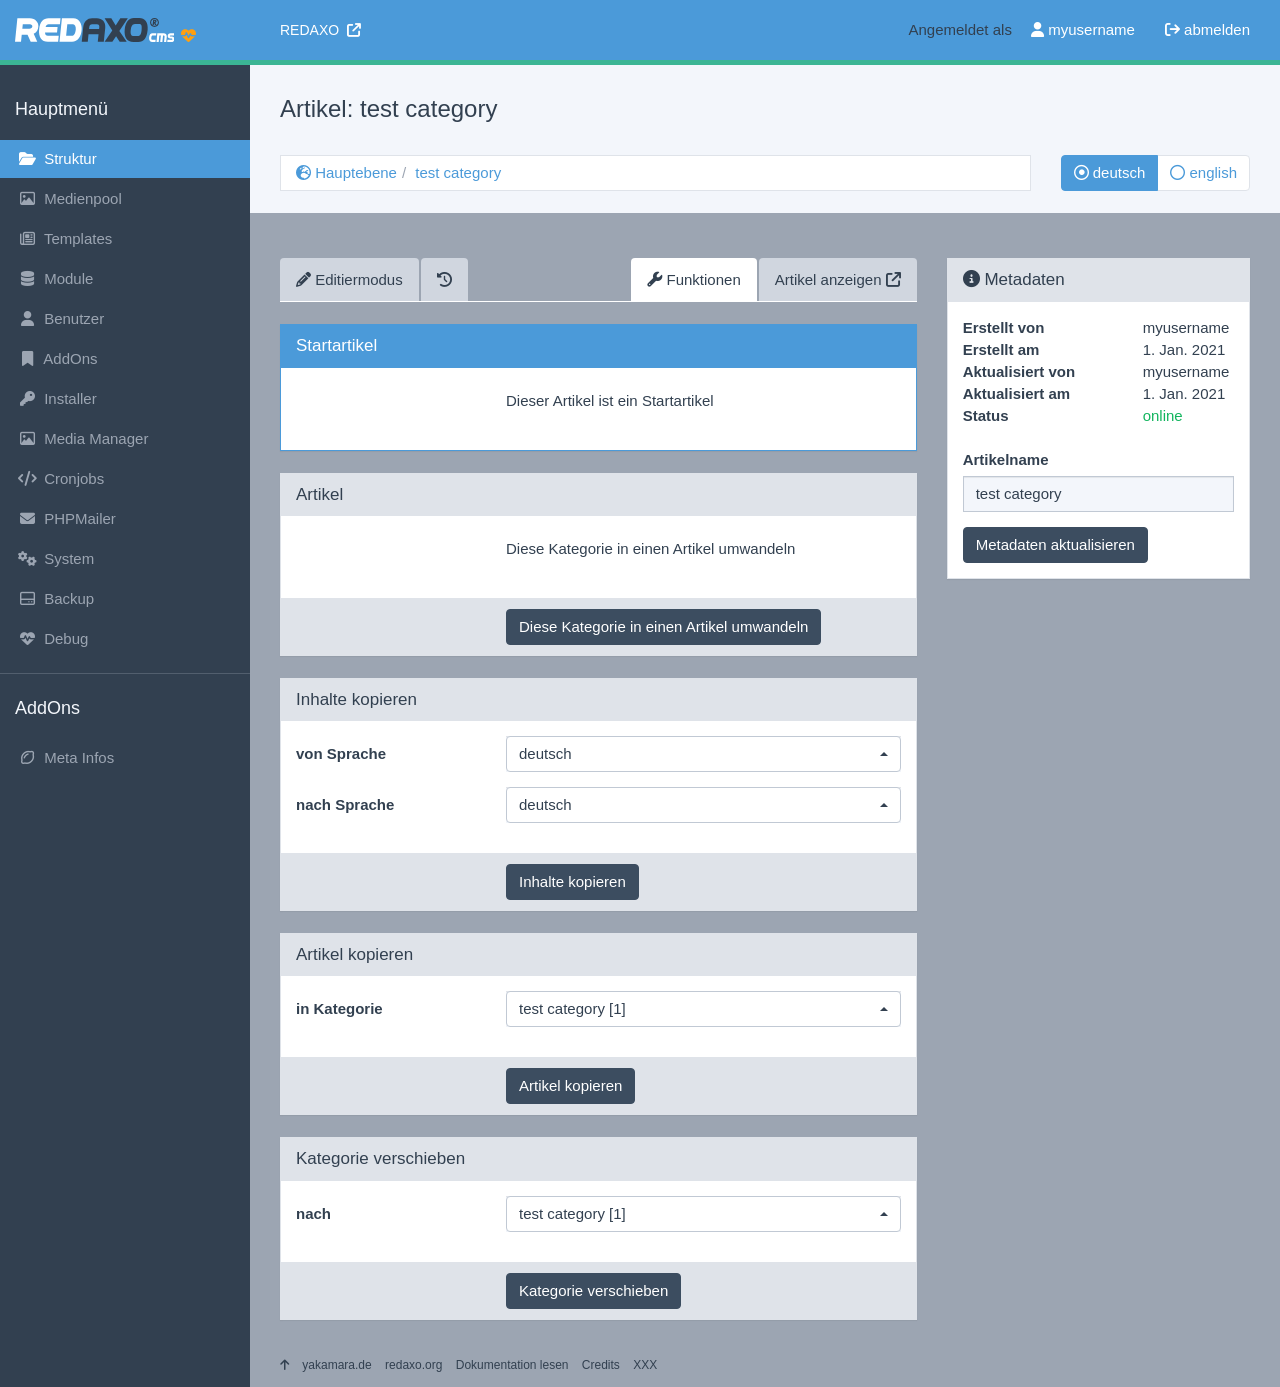 REDAXO® cms
REDAXO
Angemeldet als myusername abmelden
Hauptmenü
Struktur
Medienpool
Templates
Module
Benutzer
AddOns
Installer
Media Manager
Cronjobs
PHPMailer
System
Backup
Debug
AddOns
Meta Infos
Artikel: test category
Hauptebene / test category
deutsch english
Editiermodus
Funktionen
Artikel anzeigen
Startartikel
Dieser Artikel ist ein Startartikel
Artikel
Diese Kategorie in einen Artikel umwandeln
Diese Kategorie in einen Artikel umwandeln
Inhalte kopieren
von Sprache deutsch
nach Sprache deutsch
Inhalte kopieren
Artikel kopieren
in Kategorie test category [1]
Artikel kopieren
Kategorie verschieben
nach test category [1]
Kategorie verschieben
Metadaten
Erstellt von myusername
Erstellt am 1. Jan. 2021
Aktualisiert von myusername
Aktualisiert am 1. Jan. 2021
Status online
Artikelname
test category
Metadaten aktualisieren
yakamara.de redaxo.org Dokumentation lesen Credits XXX